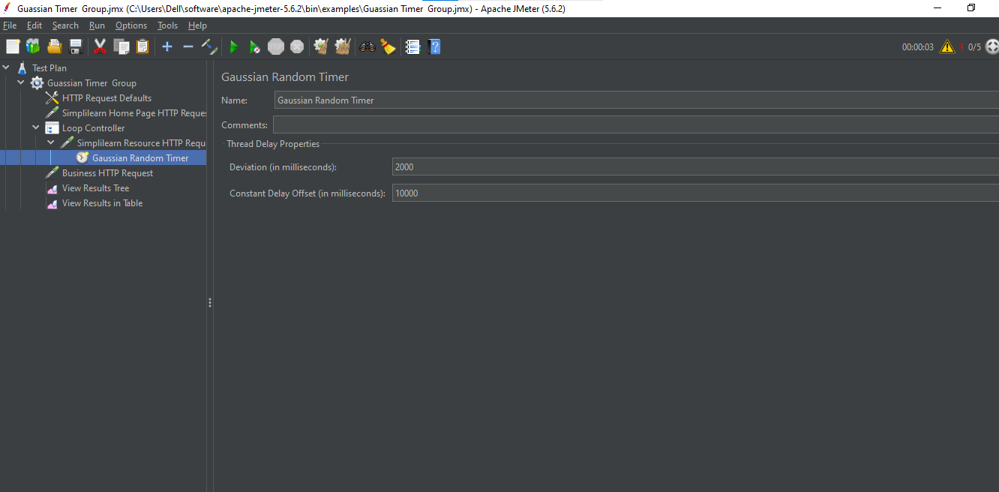 Guassian Timer  Group.jmx (C:\Users\Dell\software\apache-jmeter-5.6.2\bin\examples\Guassian Timer  Group.jmx) - Apache JMeter (5.6.2)
File Edit Search Run Options Tools Help
STOP ? 00:00:03 3 0/5
Test Plan
Guassian Timer  Group
HTTP Request Defaults
Simplilearn Home Page HTTP Reques
Loop Controller
Simplilearn Resource HTTP Requ
Gaussian Random Timer
Business HTTP Request
View Results Tree
View Results in Table
Gaussian Random Timer
Name: Gaussian Random Timer
Comments:
Thread Delay Properties
Deviation (in milliseconds): 2000
Constant Delay Offset (in milliseconds): 10000